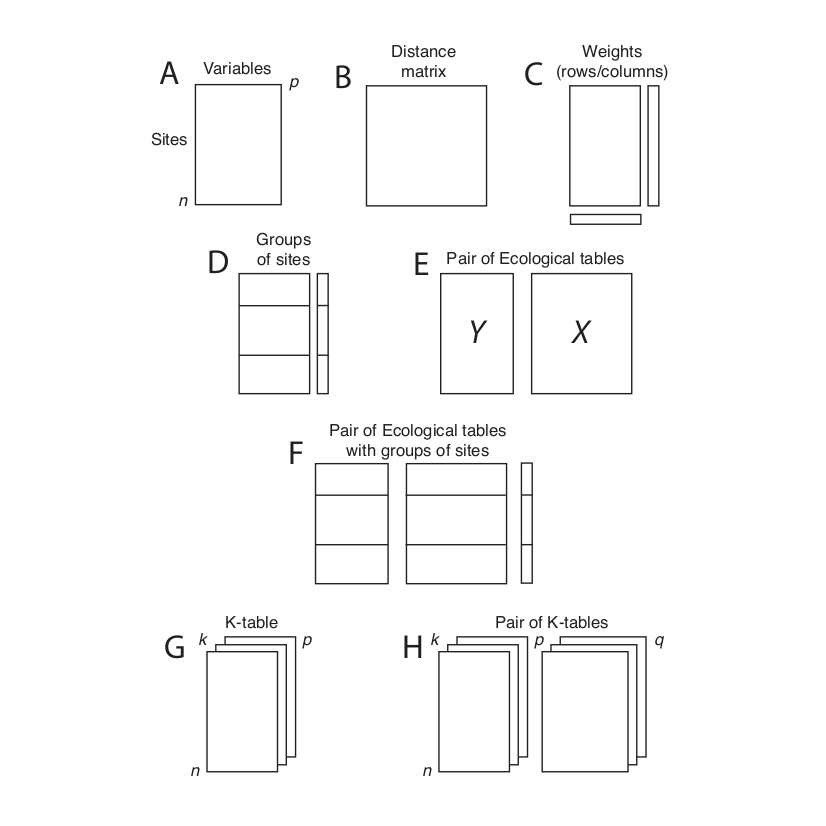 A
Variables
p
Sites
n
B
Distance
matrix
C
Weights
(rows/columns)
D
Groups
of sites
E
Pair of Ecological tables
Y
X
F
Pair of Ecological tables
with groups of sites
G
K-table
k
p
n
H
Pair of K-tables
k
p
q
n